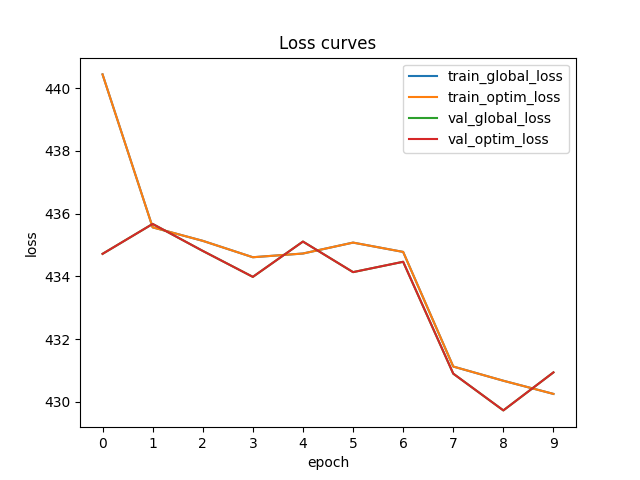 Loss curves
train_global_loss
train_optim_loss
val_global_loss
val_optim_loss
440
438
436
434
432
430
loss
0 1 2 3 4 5 6 7 8 9
epoch